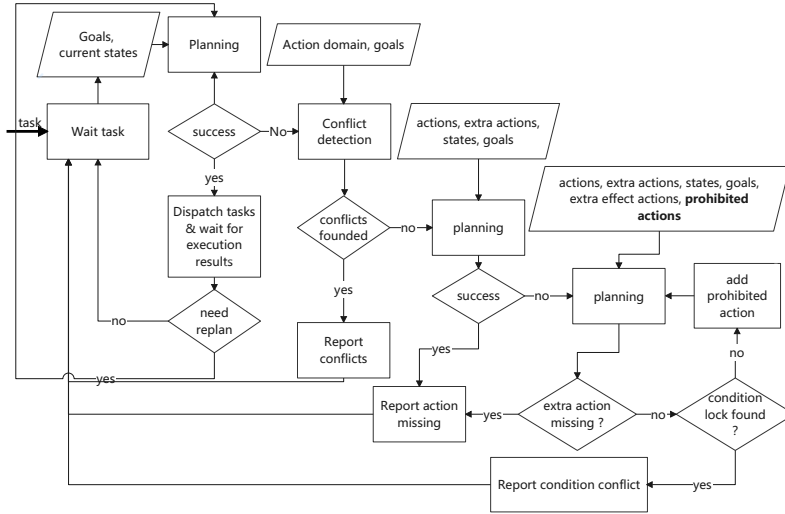 Goals,
current states
Planning
Action domain, goals
task
Wait task
success
No
Conflict
detection
actions, extra actions,
states, goals
yes
actions, extra actions, states, goals,
extra effect actions, prohibited
actions
Dispatch tasks
& wait for
execution
results
conflicts
founded
no
planning
yes
success
no
planning
add
prohibited
action
no
need
replan
Report
conflicts
yes
no
yes
Report action
missing
yes
extra action
missing ?
no
condition
lock found
?
Report condition conflict
yes